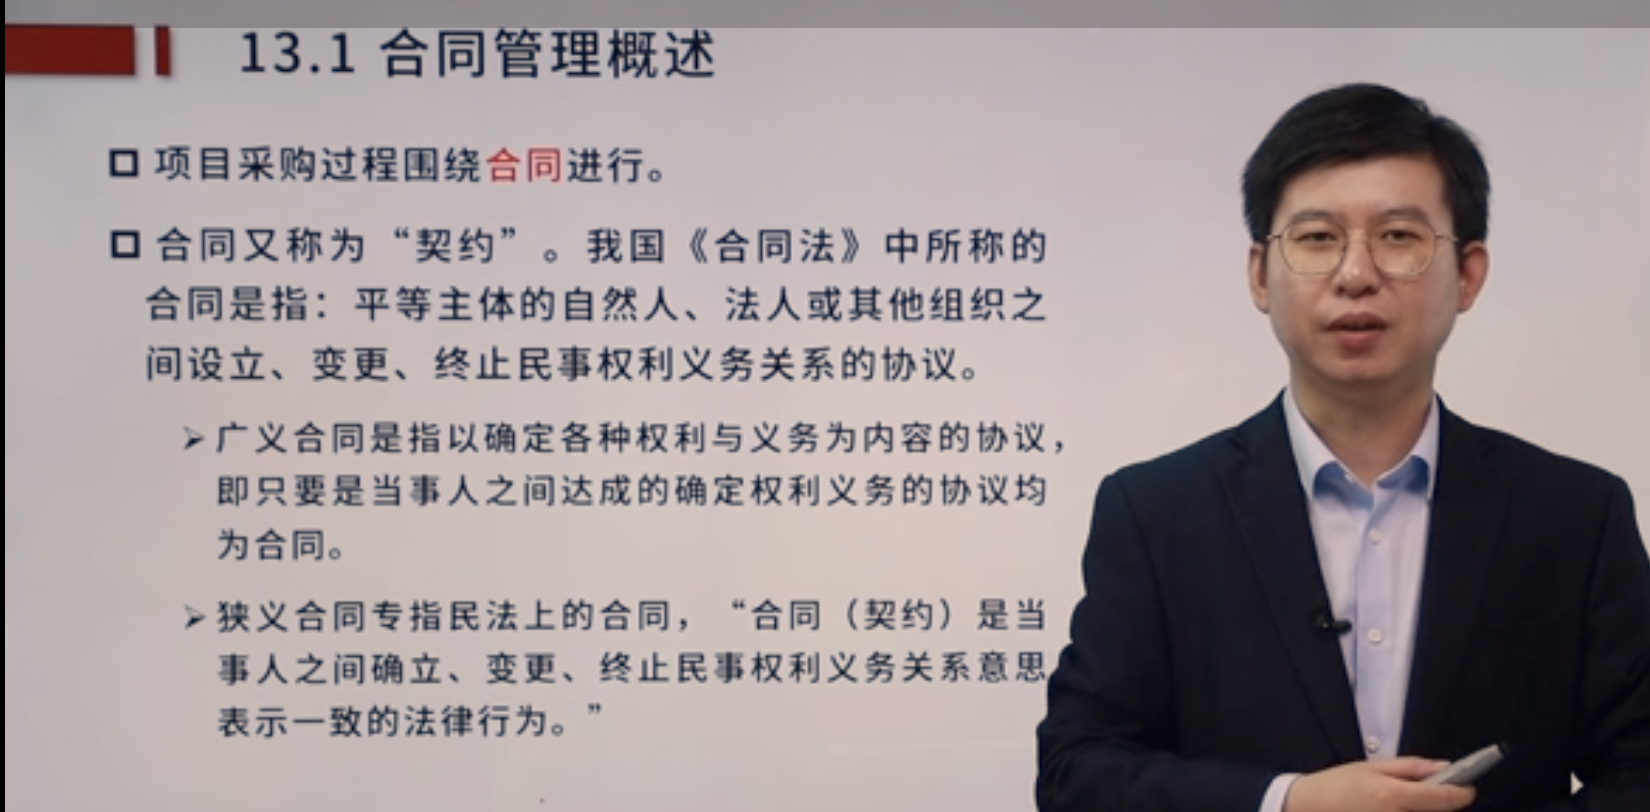 13.1 合同管理概述
项目采购过程围绕合同进行。
合同又称为“契约”。我国《合同法》中所称的
合同是指：平等主体的自然人、法人或其他组织之
间设立、变更、终止民事权利义务关系的协议。
广义合同是指以确定各种权利与义务为内容的协议，
即只要是当事人之间达成的确定权利义务的协议均
为合同。
狭义合同专指民法上的合同，“合同（契约）是当
事人之间确立、变更、终止民事权利义务关系意思
表示一致的法律行为。”